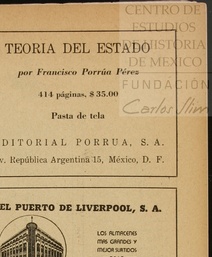 CENTRO DE
ESTUDIOS
DE HISTORIA
DE MEXICO
FUNDACIÓN
Carlos Slim
TEORIA DEL ESTADO
por Francisco Porrúa Pérez
414 páginas, $ 35.00
Pasta de tela
DITORIAL PORRUA, S. A.
v. República Argentina 15, México, D. F.
EL PUERTO DE LIVERPOOL, S. A.
LOS ALMACENES
MAS GRANDES Y
MEJOR SURTIDOS